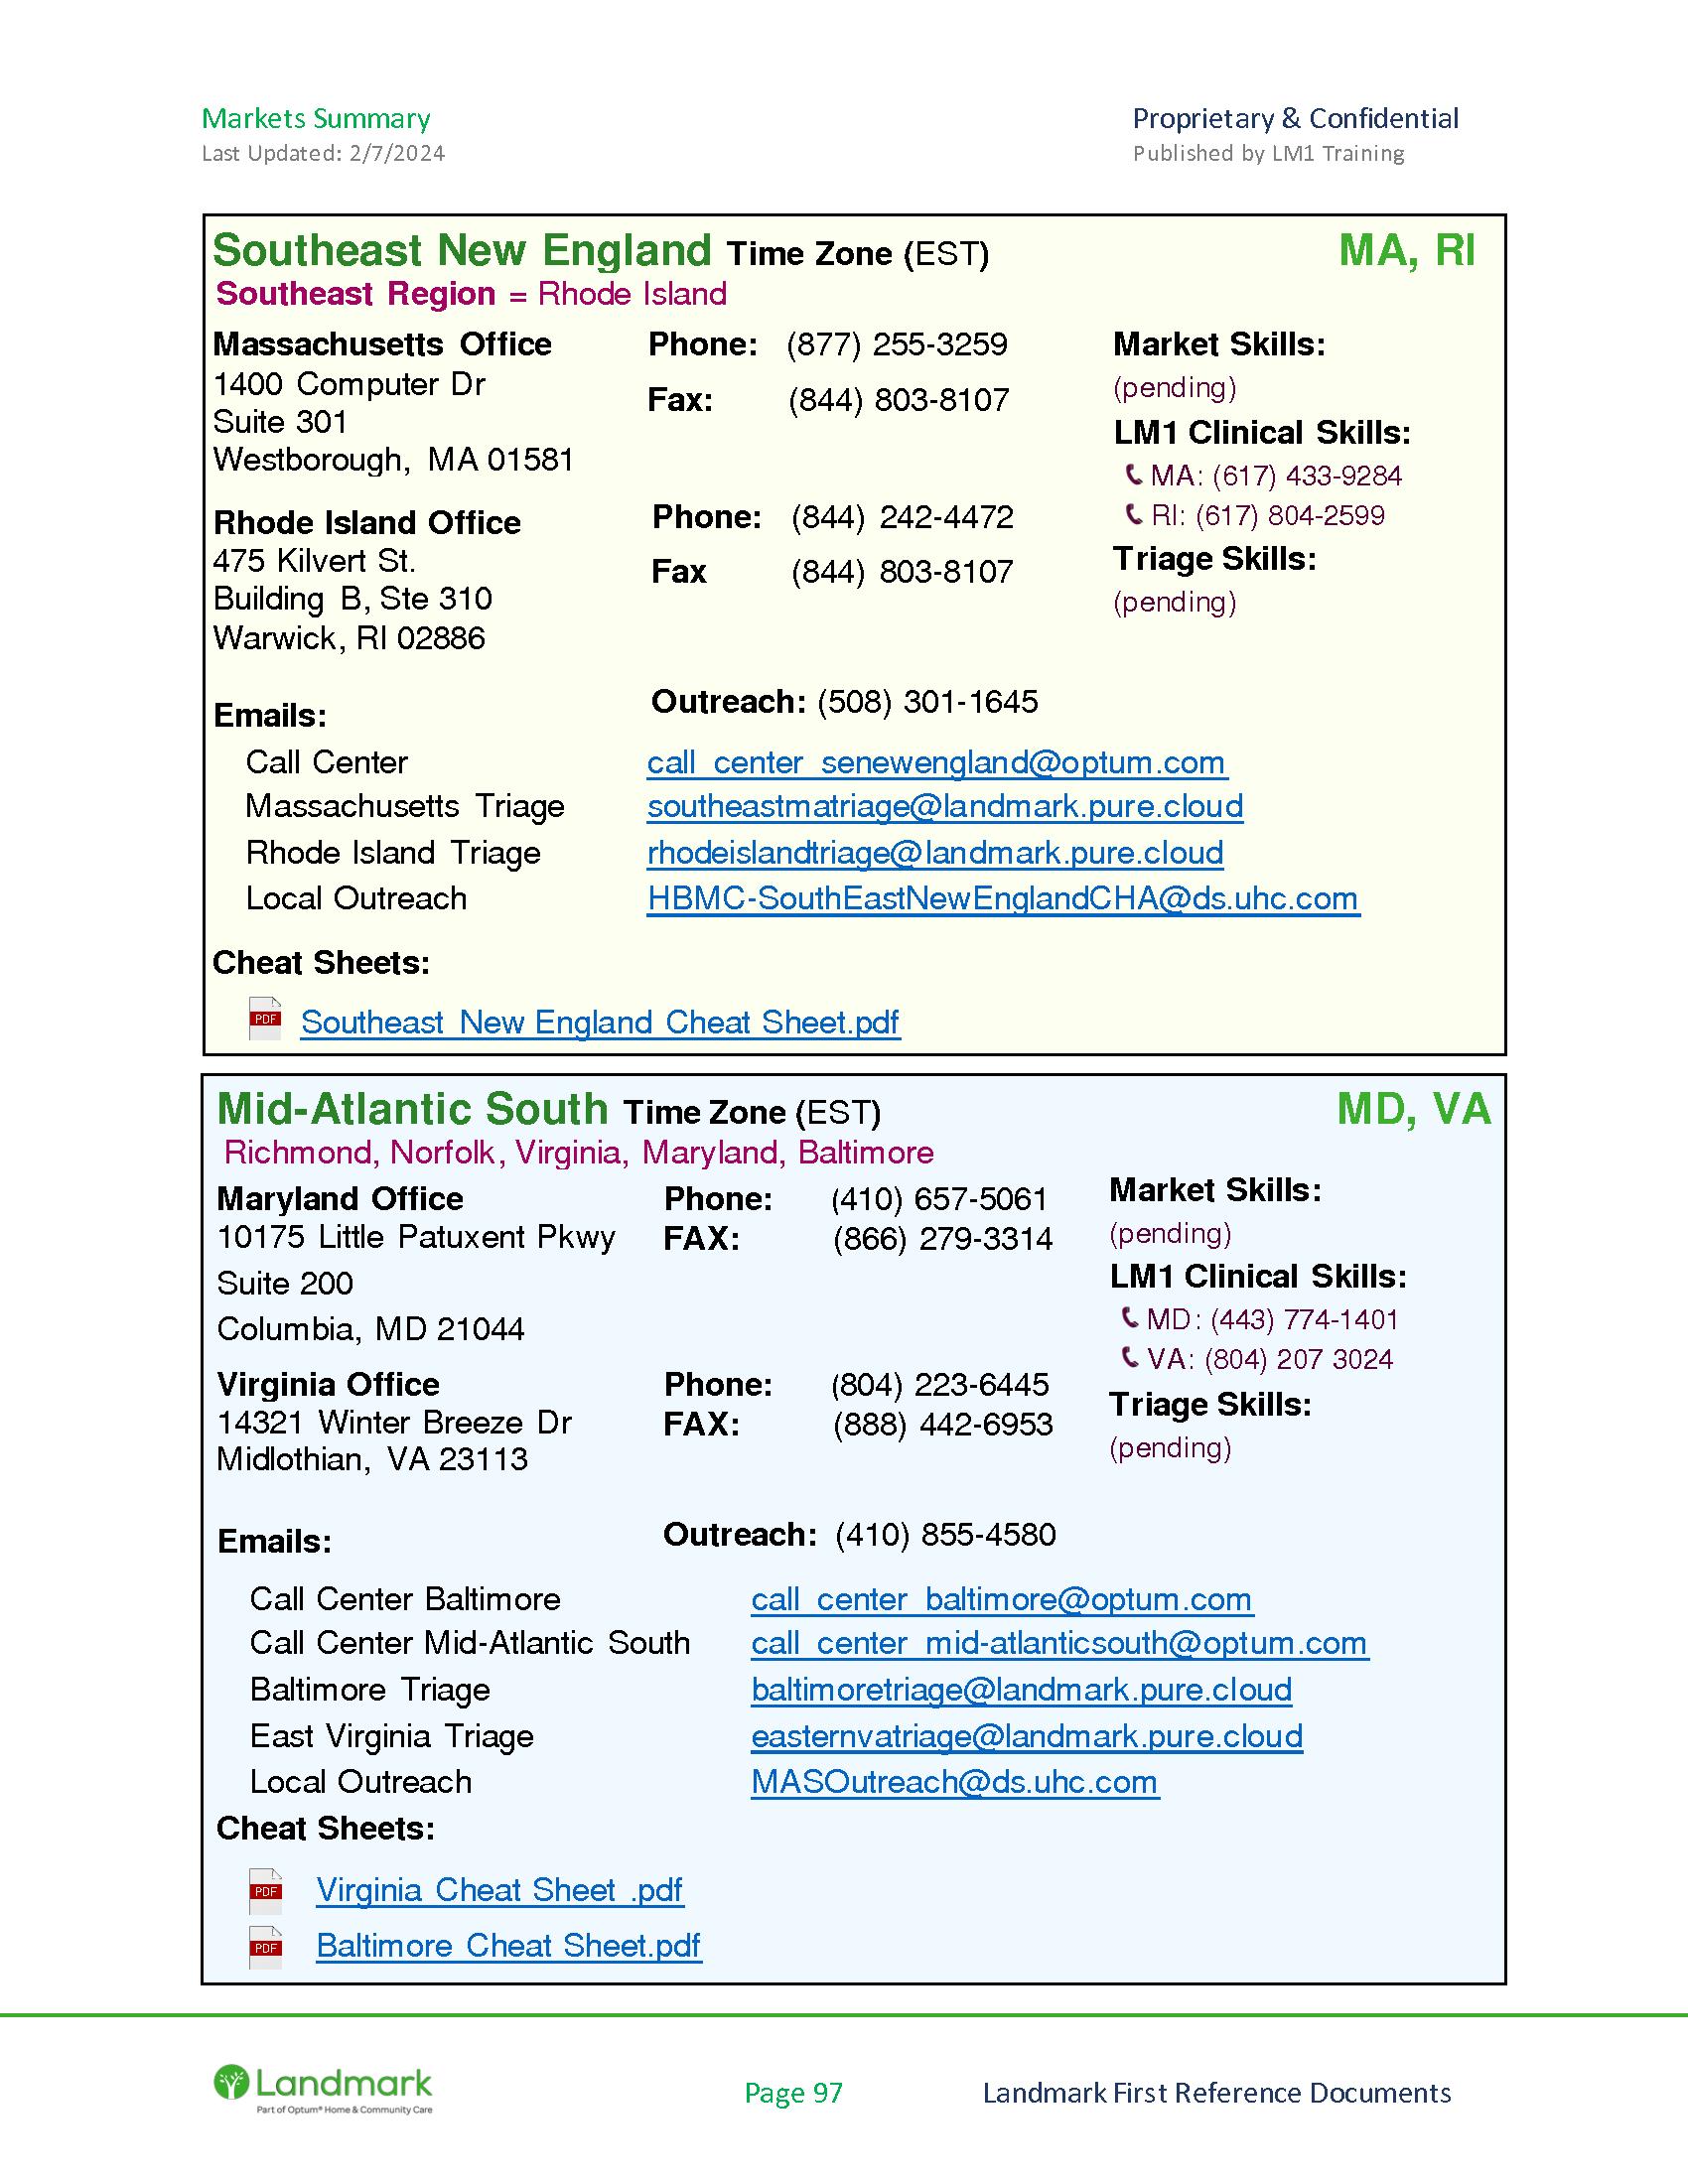 Markets Summary
Last Updated: 2/7/2024
Proprietary & Confidential
Published by LM1 Training
Southeast New England Time Zone (EST) MA, RI
Southeast Region = Rhode Island
Massachusetts Office
1400 Computer Dr
Suite 301
Westborough, MA 01581
Phone: (877) 255-3259
Fax: (844) 803-8107
Rhode Island Office
475 Kilvert St.
Building B, Ste 310
Warwick, RI 02886
Phone: (844) 242-4472
Fax (844) 803-8107
Market Skills:
(pending)
LM1 Clinical Skills:
MA: (617) 433-9284
RI: (617) 804-2599
Triage Skills:
(pending)
Outreach: (508) 301-1645
Emails:
Call Center call_center_senewengland@optum.com
Massachusetts Triage southeastmatriage@landmark.pure.cloud
Rhode Island Triage rhodeislandtriage@landmark.pure.cloud
Local Outreach HBMC-SouthEastNewEnglandCHA@ds.uhc.com
Cheat Sheets:
PDF Southeast New England Cheat Sheet.pdf
Mid-Atlantic South Time Zone (EST) MD, VA
Richmond, Norfolk, Virginia, Maryland, Baltimore
Maryland Office
10175 Little Patuxent Pkwy
Suite 200
Columbia, MD 21044
Phone: (410) 657-5061
FAX: (866) 279-3314
Virginia Office
14321 Winter Breeze Dr
Midlothian, VA 23113
Phone: (804) 223-6445
FAX: (888) 442-6953
Market Skills:
(pending)
LM1 Clinical Skills:
MD: (443) 774-1401
VA: (804) 207 3024
Triage Skills:
(pending)
Outreach: (410) 855-4580
Emails:
Call Center Baltimore call_center_baltimore@optum.com
Call Center Mid-Atlantic South call_center_mid-atlanticsouth@optum.com
Baltimore Triage baltimoretriage@landmark.pure.cloud
East Virginia Triage easternvatriage@landmark.pure.cloud
Local Outreach MASOutreach@ds.uhc.com
Cheat Sheets:
PDF Virginia Cheat Sheet .pdf
PDF Baltimore Cheat Sheet.pdf
Landmark
Part of Optum® Home & Community Care
Page 97
Landmark First Reference Documents